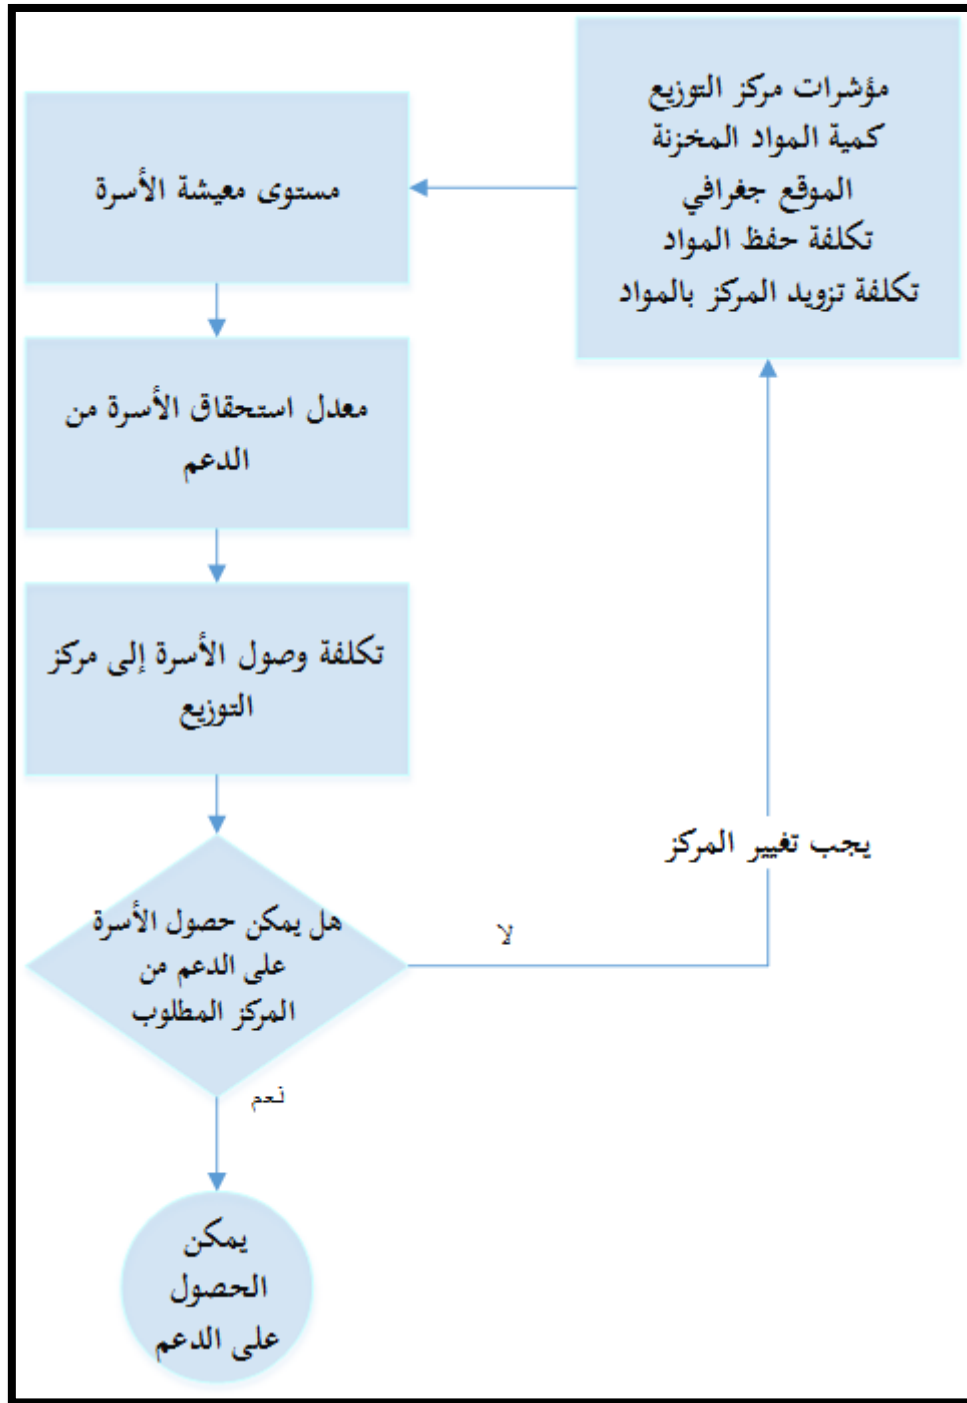 مؤشرات مركز التوزيع
كمية المواد المخزنة
الموقع جغرافي
تكلفة حفظ المواد
تكلفة تزويد المركز بالمواد
مستوى معيشة الأسرة
معدل استحقاق الأسرة من
الدعم
تكلفة وصول الأسرة إلى مركز
التوزيع
هل يمكن حصول الأسرة
على الدعم من
المركز المطلوب
لا
يجب تغيير المركز
نعم
يمكن
الحصول
على الدعم